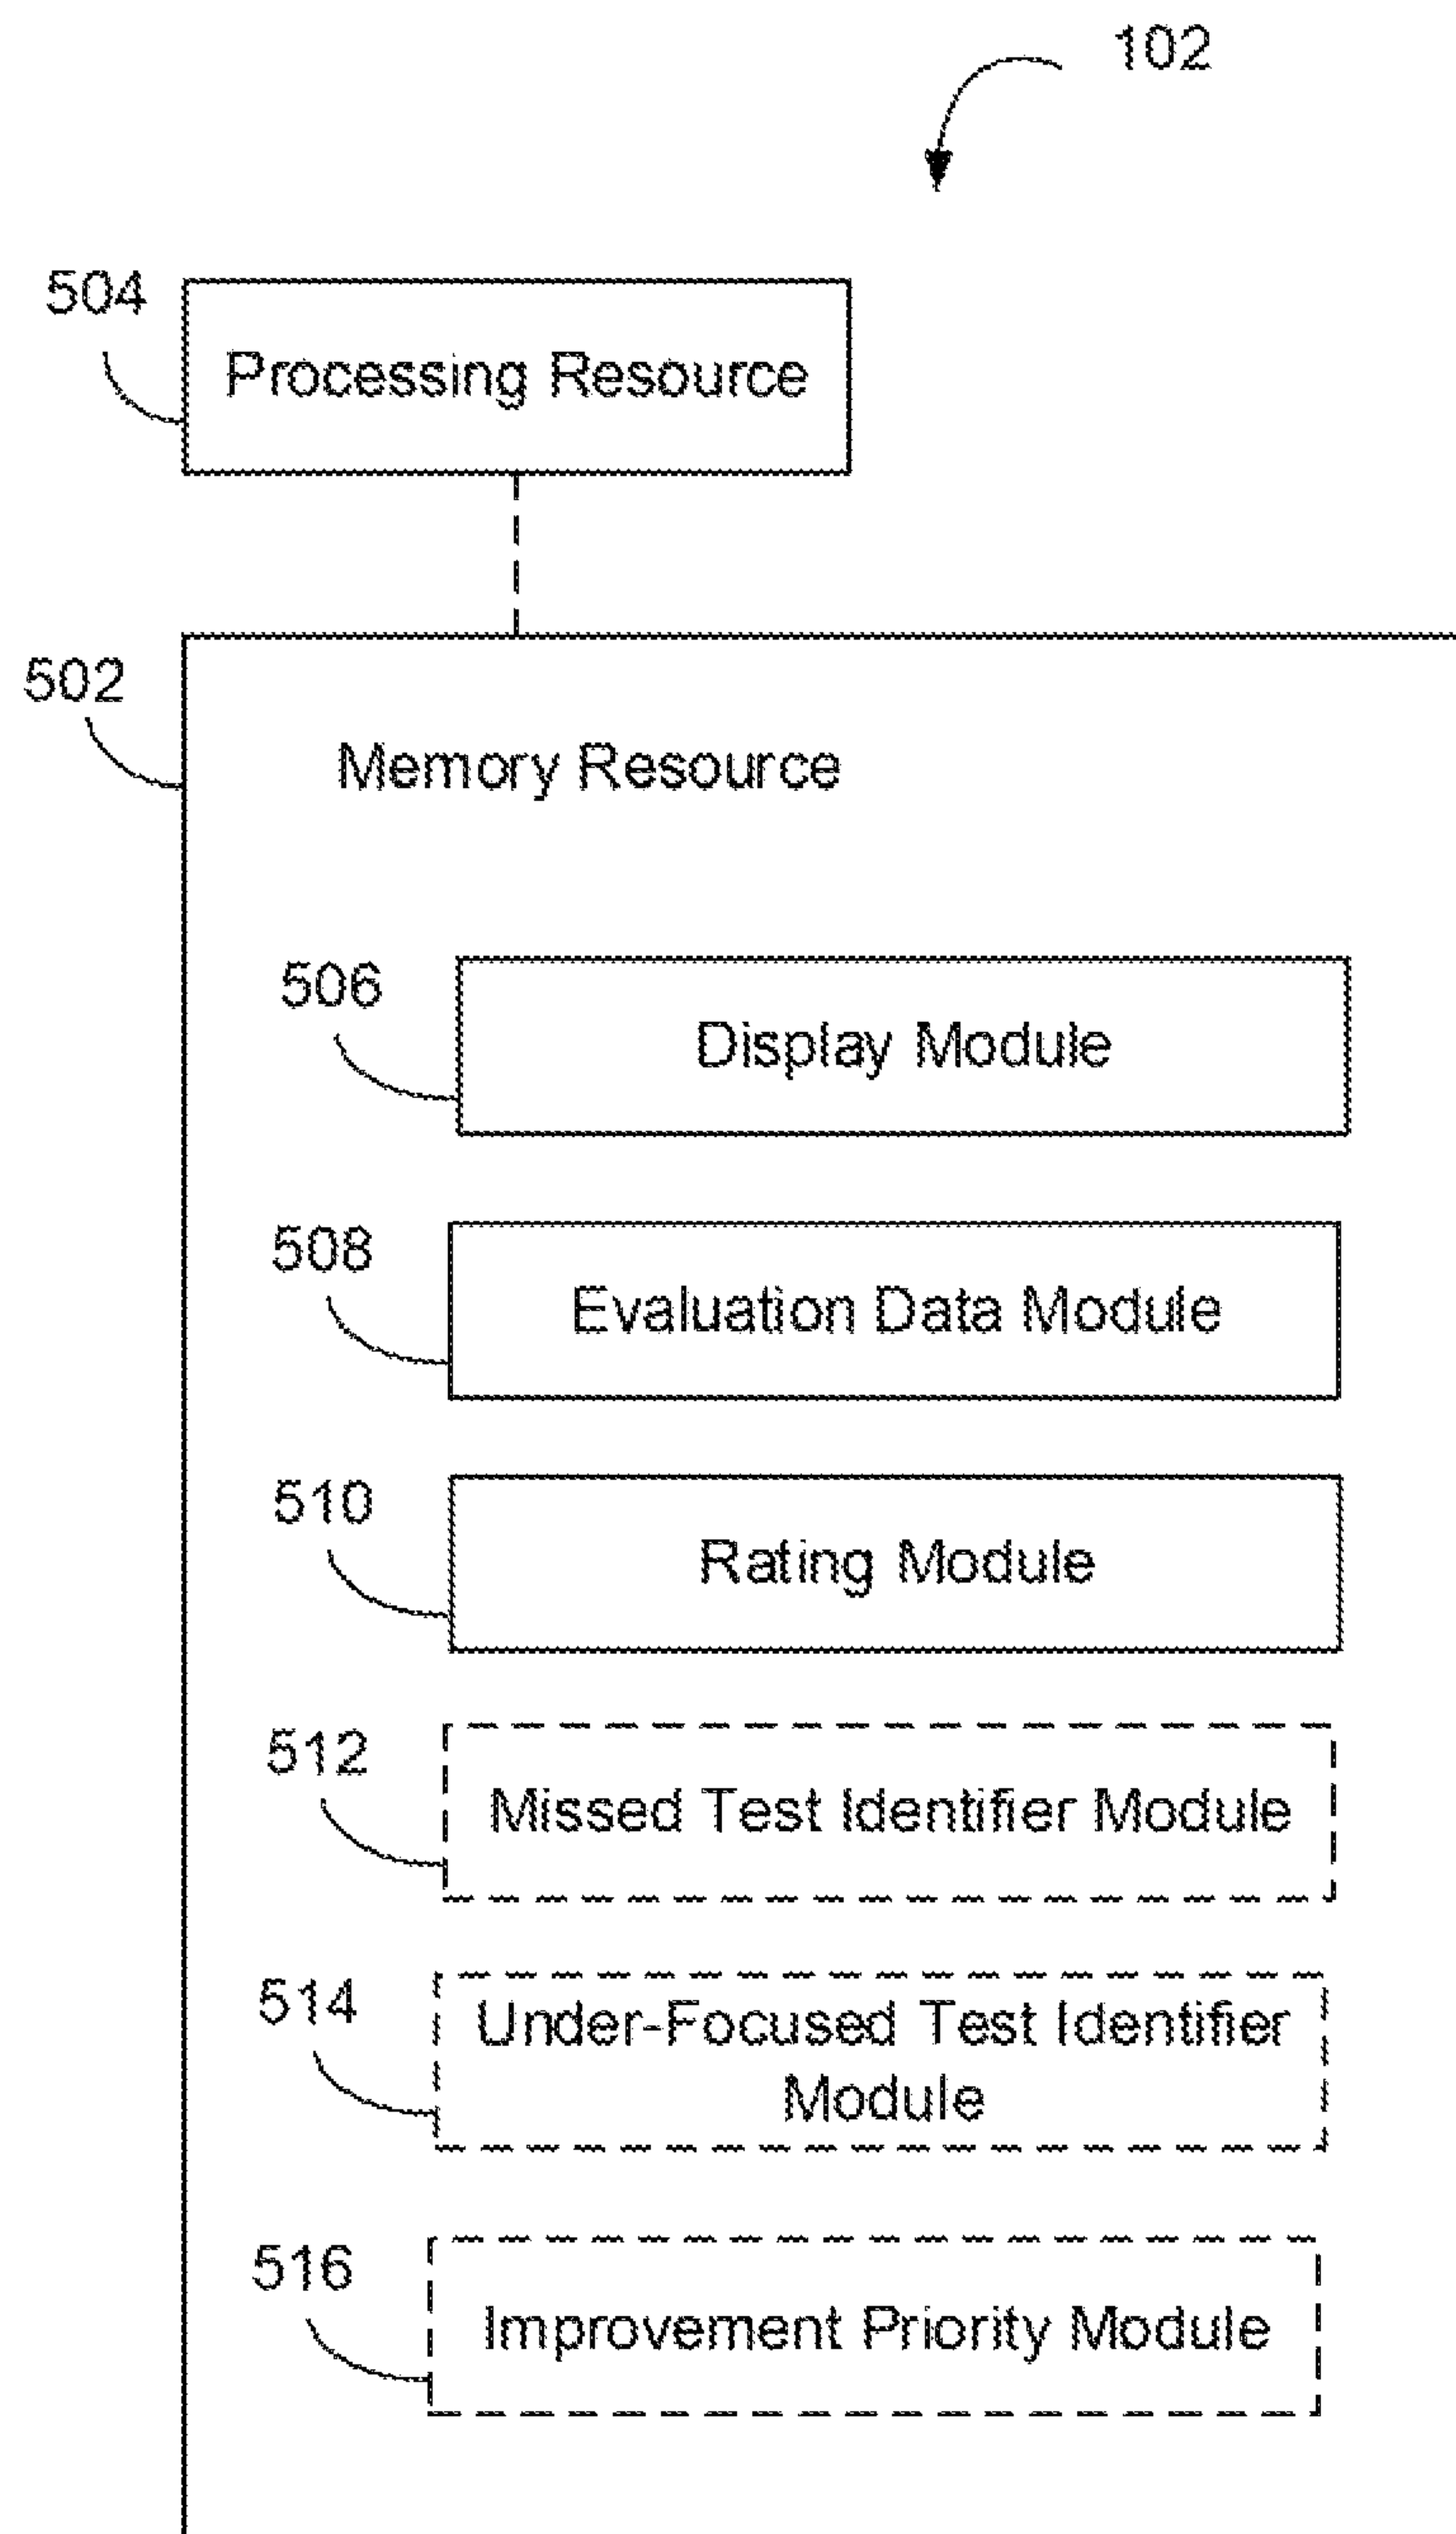 102
504
Processing Resource
502
Memory Resource
506
Display Module
508
Evaluation Data Module
510
Rating Module
512
Missed Test Identifier Module
514
Under-Focused Test Identifier
Module
516
Improvement Priority Module